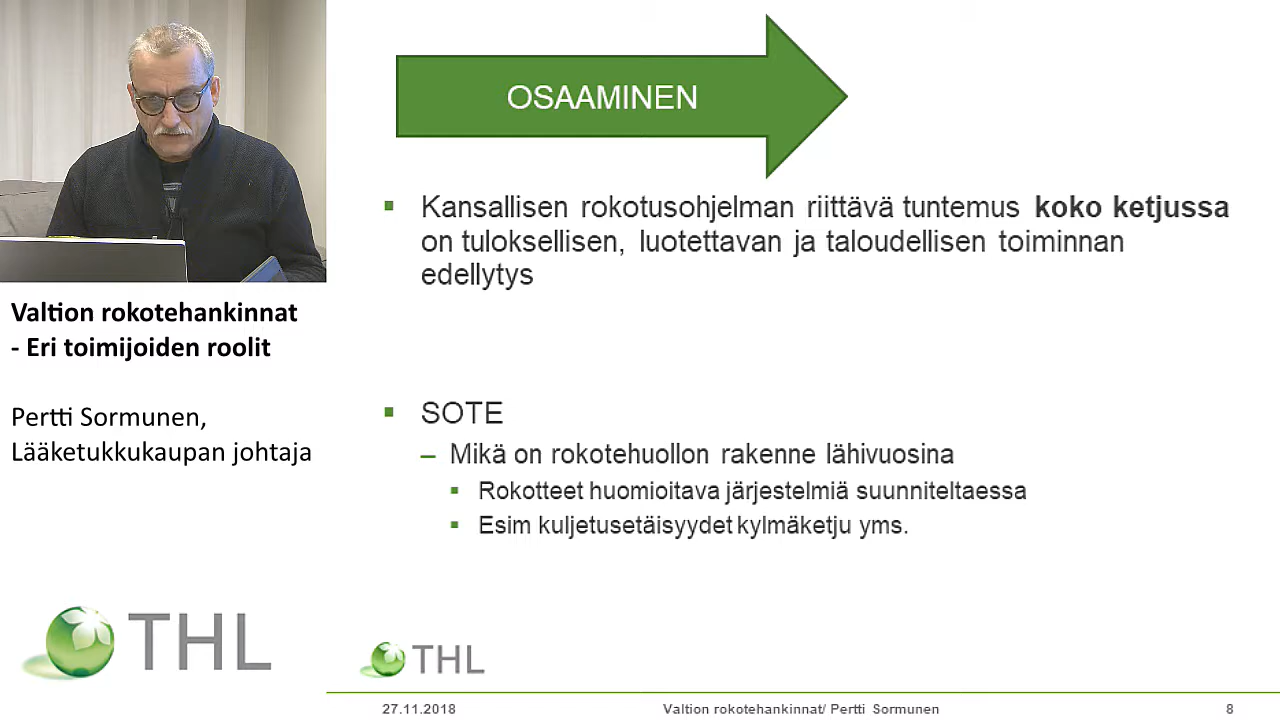 OSAAMINEN
Kansallisen rokotusohjelman riittävä tuntemus koko ketjussa
on tuloksellisen, luotettavan ja taloudellisen toiminnan
edellytys
SOTE
– Mikä on rokotehuollon rakenne lähivuosina
Rokotteet huomioitava järjestelmiä suunniteltaessa
Esim kuljetusetäisyydet kylmäketju yms.
Valtion rokotehankinnat
- Eri toimijoiden roolit
Pertti Sormunen,
Lääketukkukaupan johtaja
THL
THL
27.11.2018 Valtion rokotehankinnat/ Pertti Sormunen 8